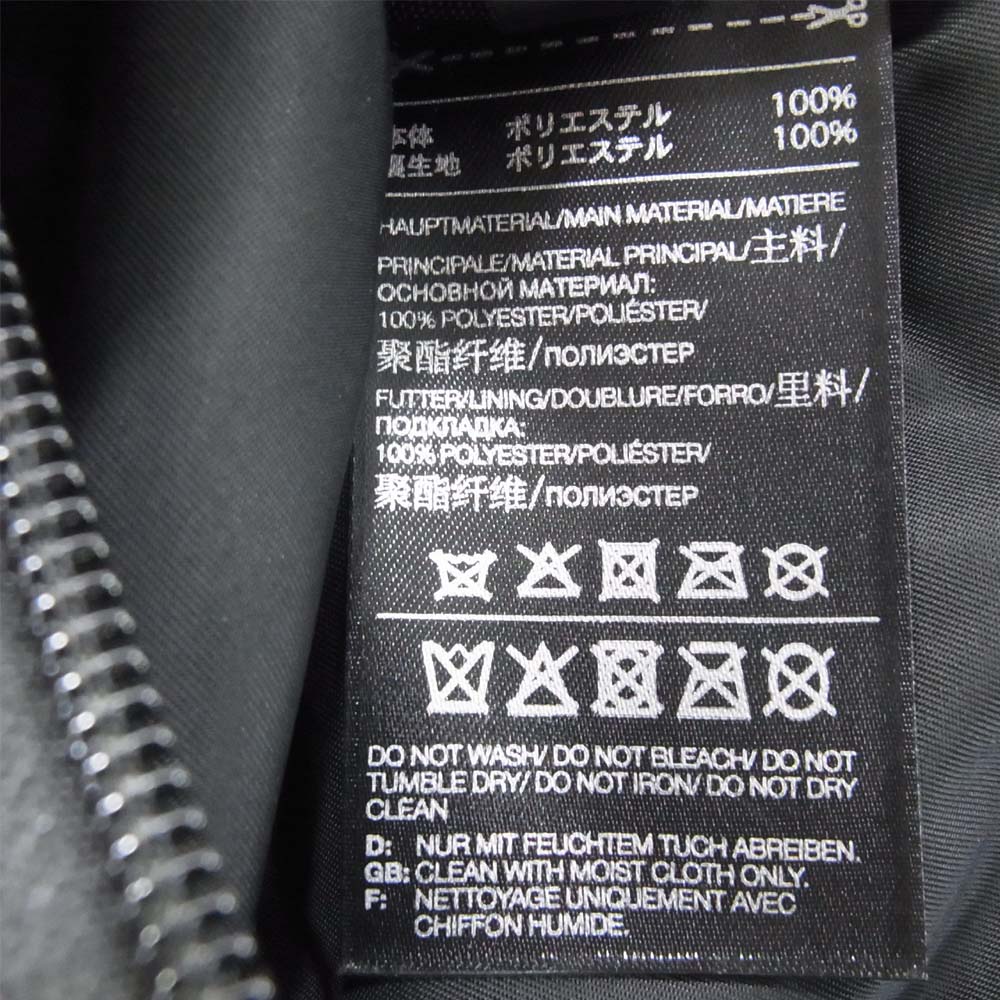 本体 ポリエステル 100%
裏生地 ポリエステル 100%
HAUPTMATERIAL/MAIN MATERIAL/MATIERE
PRINCIPALE/MATERIAL PRINCIPAL/主料/
ОСНОВНОЙ МАТЕРИАЛ:
100% POLYESTER/POLIÉSTER/
聚酯纤维/ПОЛИЭСТЕР
FUTTER/LINING/DOUBLURE/FORRO/里料/
ПОДКЛАДКА:
100% POLYESTER/POLIÉSTER/
聚酯纤维/ПОЛИЭСТЕР
DO NOT WASH/ DO NOT BLEACH/ DO NOT
TUMBLE DRY/ DO NOT IRON/ DO NOT DRY
CLEAN
D: NUR MIT FEUCHTEM TUCH ABREIBEN.
GB: CLEAN WITH MOIST CLOTH ONLY.
F: NETTOYAGE UNIQUEMENT AVEC
CHIFFON HUMIDE.